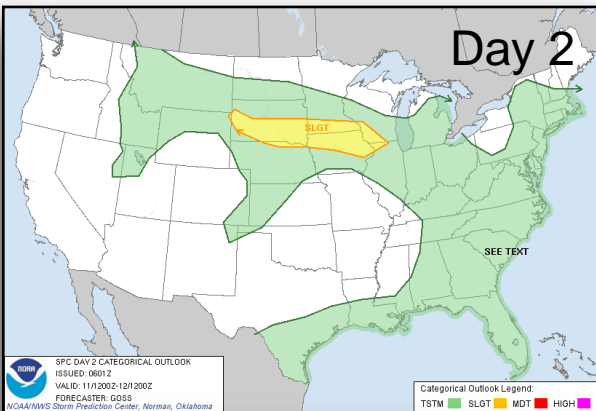 Day 2
SLGT
SEE TEXT
NOAA
SPC DAY 2 CATEGORICAL OUTLOOK
ISSUED: 0601Z
VALID: 11/1200Z-12/1200Z
FORECASTER: GOSS
NOAA/NWS Storm Prediction Center, Norman, Oklahoma
Categorical Outlook Legend:
TSTM SLGT MDT HIGH